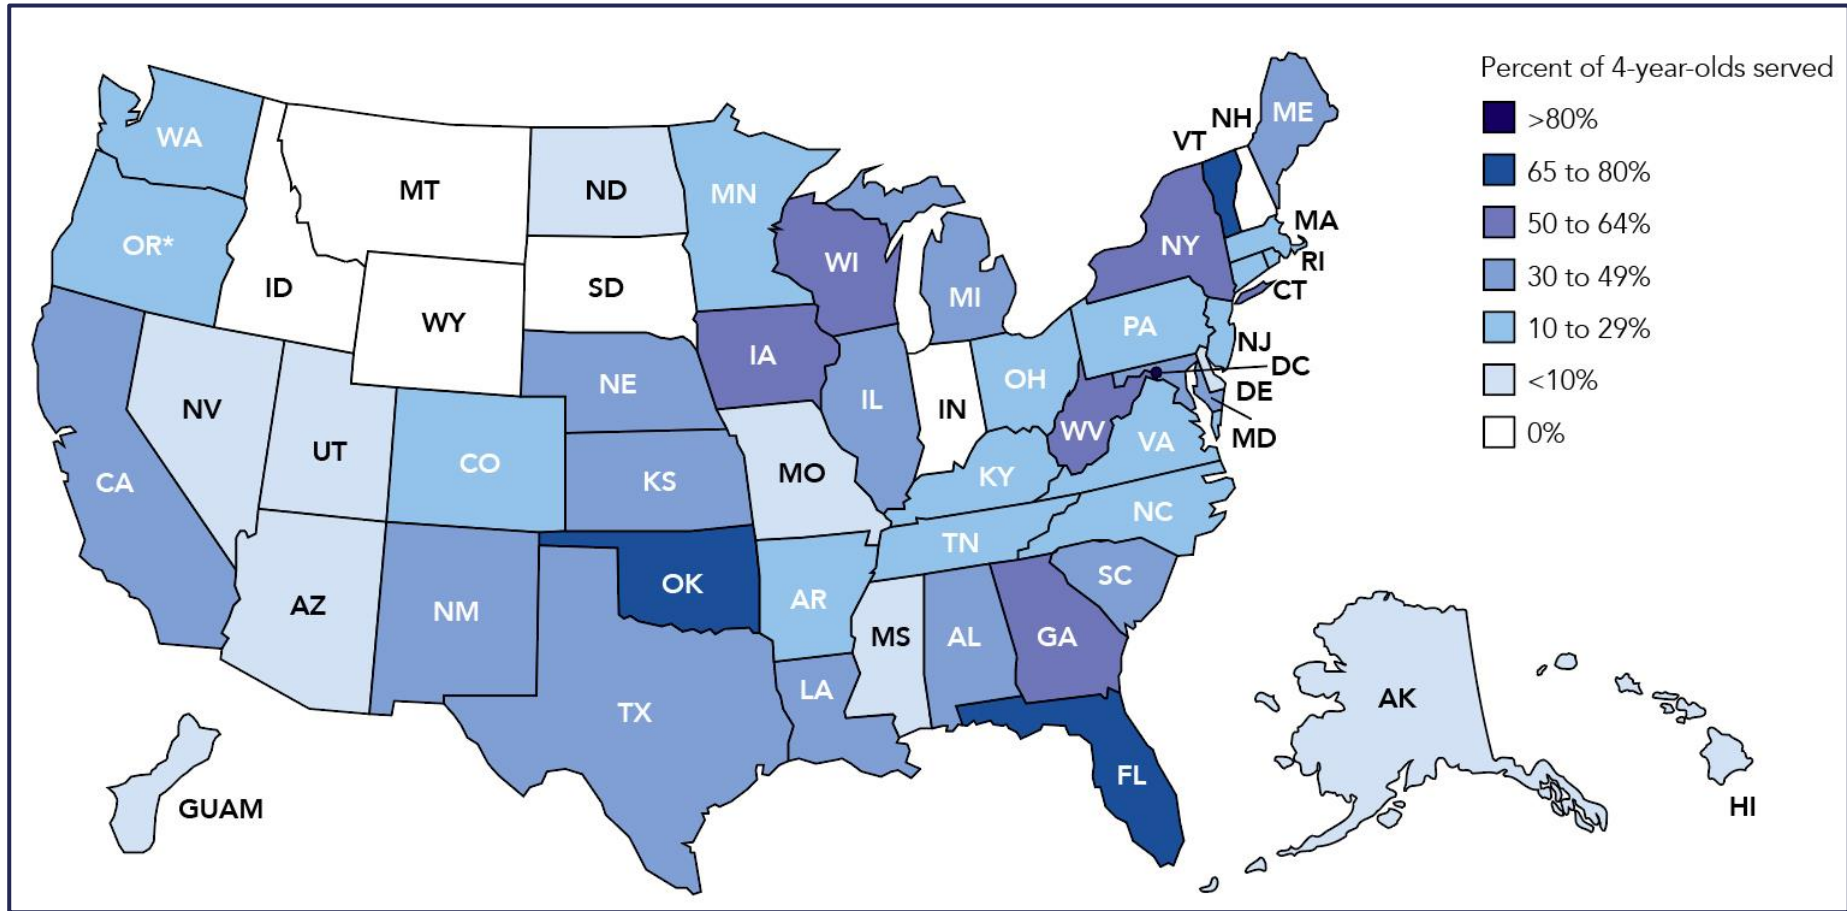 Percent of 4-year-olds served
>80%
65 to 80%
50 to 64%
30 to 49%
10 to 29%
<10%
0%
WA
OR*
CA
NV
ID
MT
WY
UT
AZ
CO
NM
ND
SD
NE
KS
OK
TX
MN
IA
MO
AR
LA
WI
IL
MI
IN
OH
KY
TN
MS
AL
GA
FL
SC
NC
VA
WV
PA
NY
VT
NH
ME
MA
RI
CT
NJ
DC
DE
MD
AK
HI
GUAM